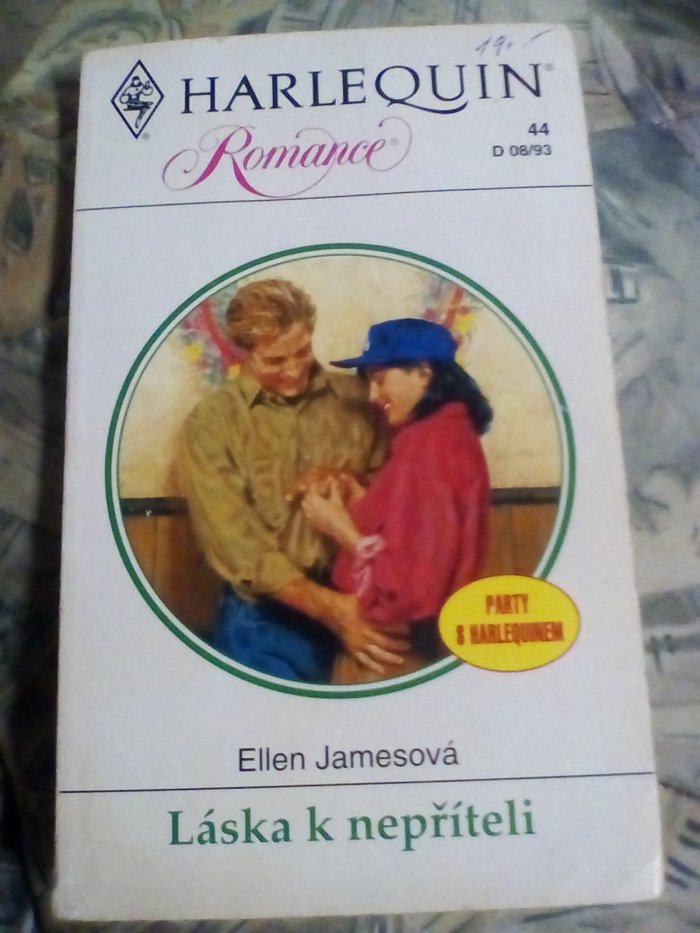 19.-
HARLEQUIN®
Romance®
44
D 08/93
PARTY
S HARLEQUINEM
Ellen Jamesová
Láska k nepříteli